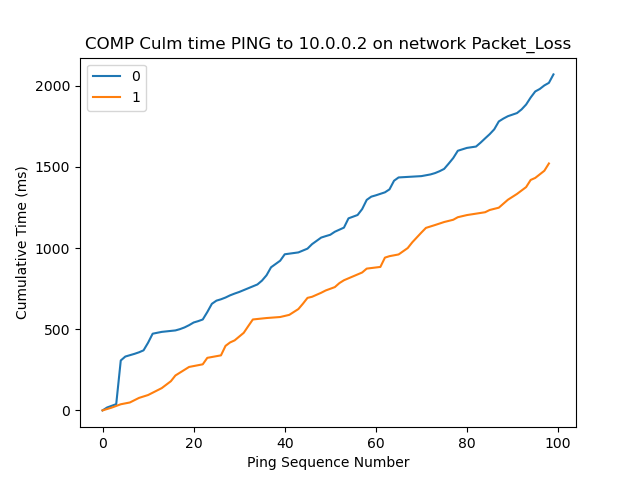 COMP Culm time PING to 10.0.0.2 on network Packet_Loss
0
1
2000
1500
1000
500
0
Cumulative Time (ms)
0 20 40 60 80 100
Ping Sequence Number